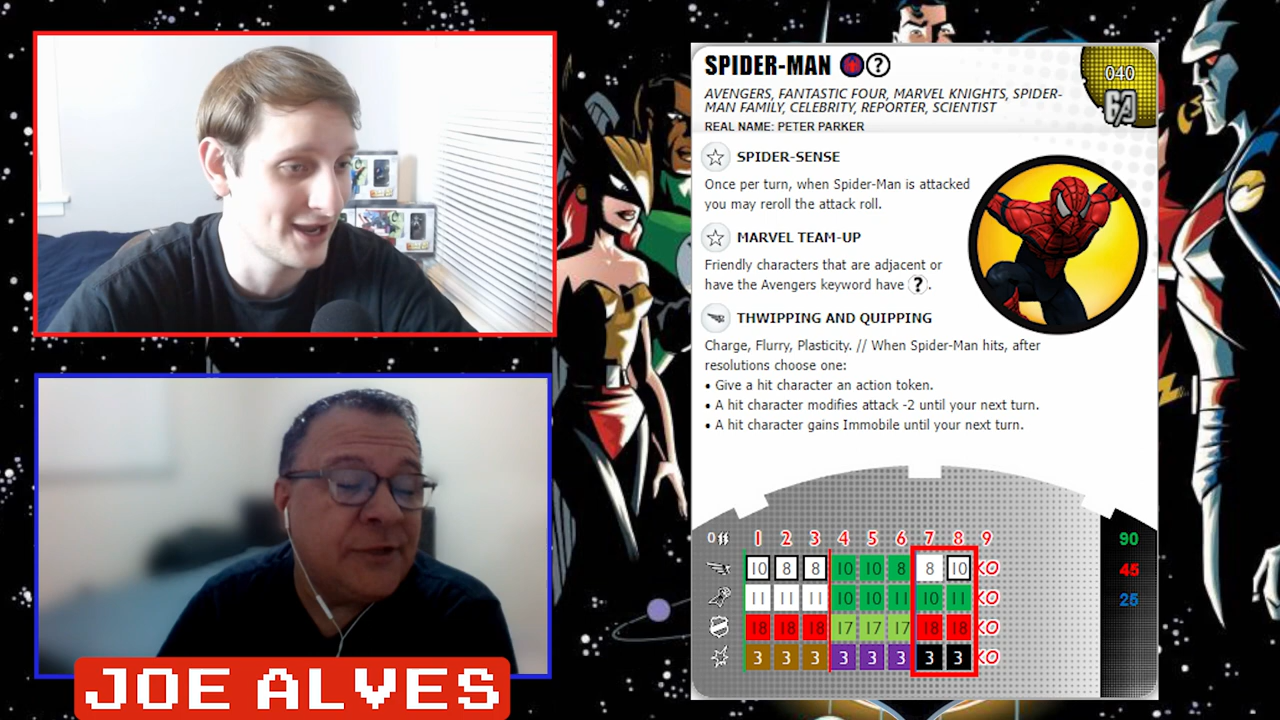 SPIDER-MAN ?
040
AVENGERS, FANTASTIC FOUR, MARVEL KNIGHTS, SPIDER-
MAN FAMILY, CELEBRITY, REPORTER, SCIENTIST
REAL NAME: PETER PARKER
SPIDER-SENSE
Once per turn, when Spider-Man is attacked
you may reroll the attack roll.
MARVEL TEAM-UP
Friendly characters that are adjacent or
have the Avengers keyword have ?.
THWIPPING AND QUIPPING
Charge, Flurry, Plasticity. // When Spider-Man hits, after
resolutions choose one:
• Give a hit character an action token.
• A hit character modifies attack -2 until your next turn.
• A hit character gains Immobile until your next turn.
0 1 2 3 4 5 6 7 8 9 90
10 8 8 10 10 8 8 10 KO 45
11 11 11 10 10 11 10 11 KO 25
18 18 18 17 17 17 18 18 KO
3 3 3 3 3 3 3 3 KO
JOE ALVES